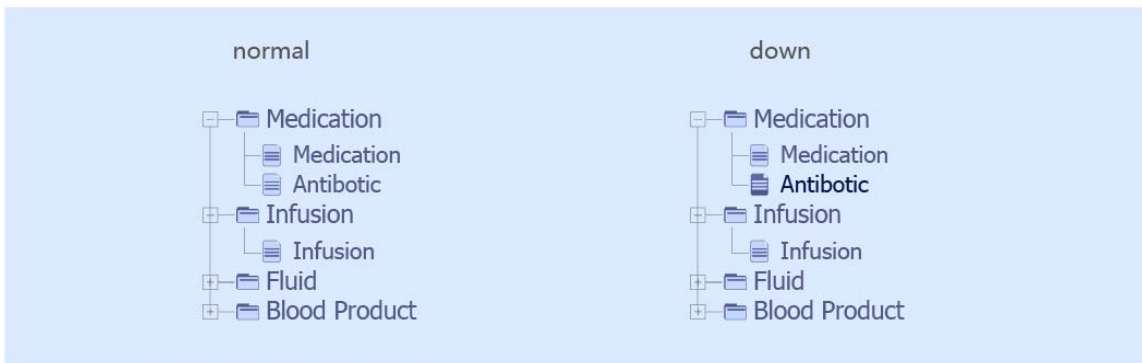 normal
Medication
Medication
Antibotic
Infusion
Infusion
Fluid
Blood Product
down
Medication
Medication
Antibotic
Infusion
Infusion
Fluid
Blood Product